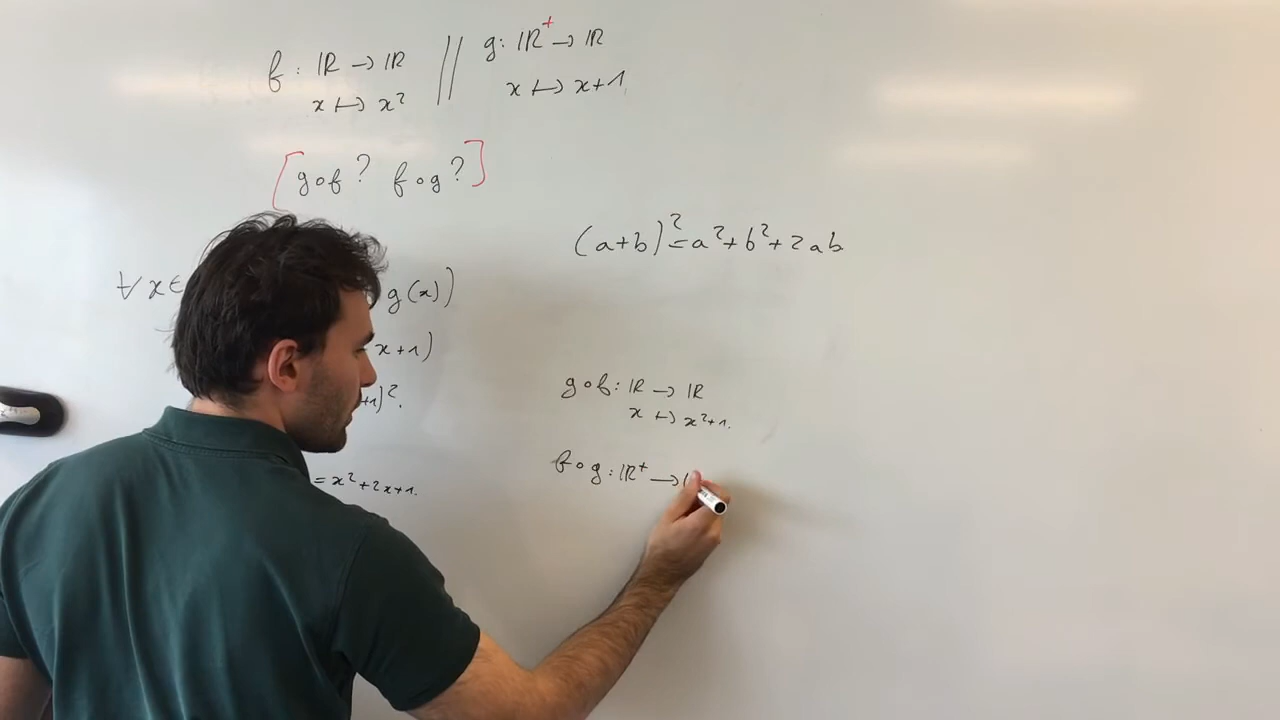 f : ℝ → ℝ || g : ℝ⁺ → ℝ
x ↦ x² x ↦ x+1
[g∘f ? f∘g ?]
(a+b)² = a²+b²+2ab
∀x∈ g(x))
x+1)
+1)².
= x²+2x+1.
g∘f : ℝ → ℝ
x ↦ x²+1.
f∘g : ℝ⁺ →